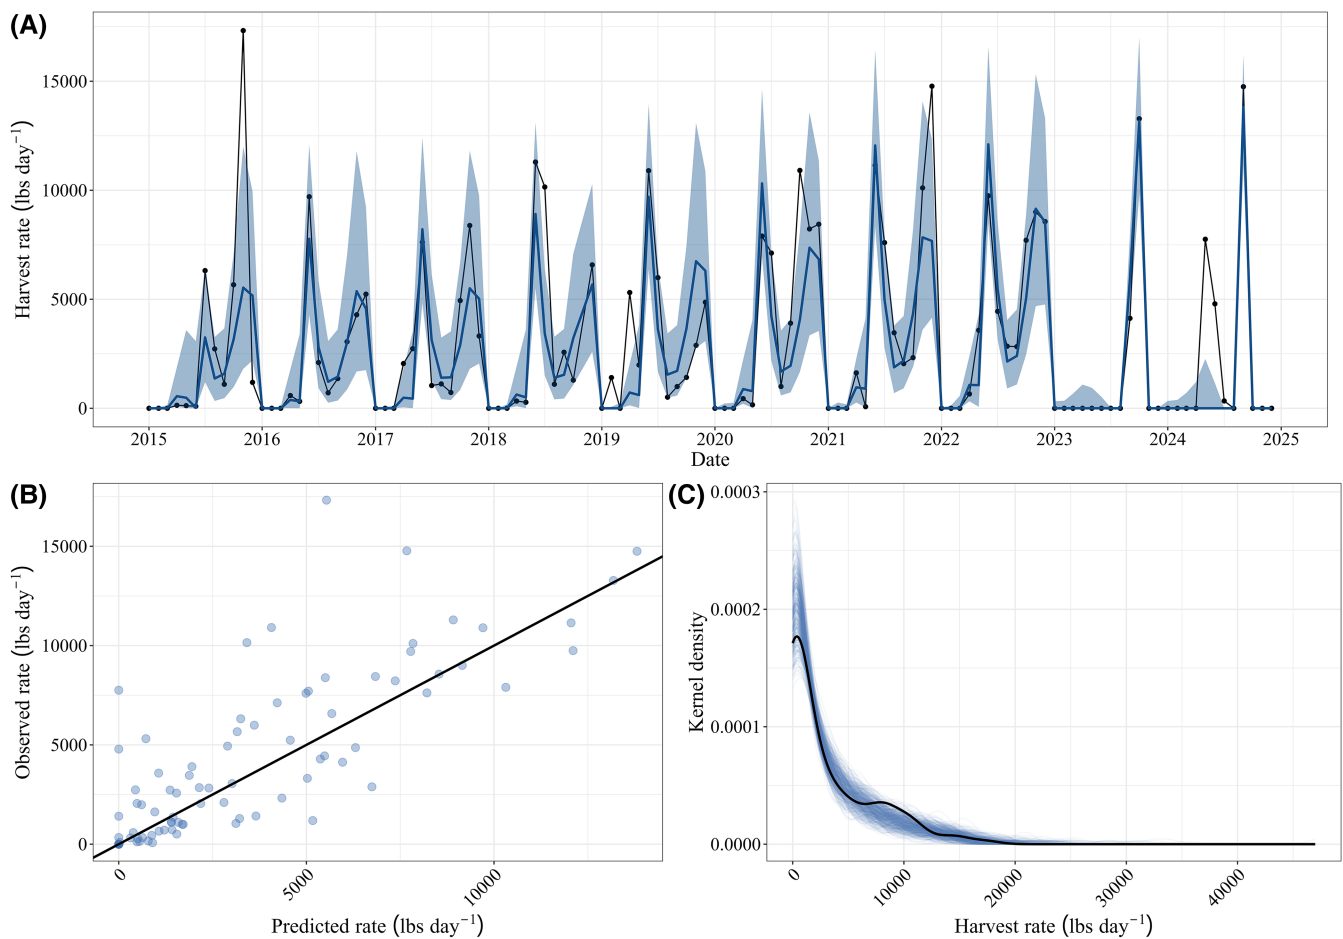 (A)
Harvest rate (lbs day⁻¹)
15000
10000
5000
0
2015 2016 2017 2018 2019 2020 2021 2022 2023 2024 2025
Date
(B)
Observed rate (lbs day⁻¹)
15000
10000
5000
0
0 5000 10000
Predicted rate (lbs day⁻¹)
(C)
Kernel density
0.0003
0.0002
0.0001
0.0000
0 10000 20000 30000 40000
Harvest rate (lbs day⁻¹)